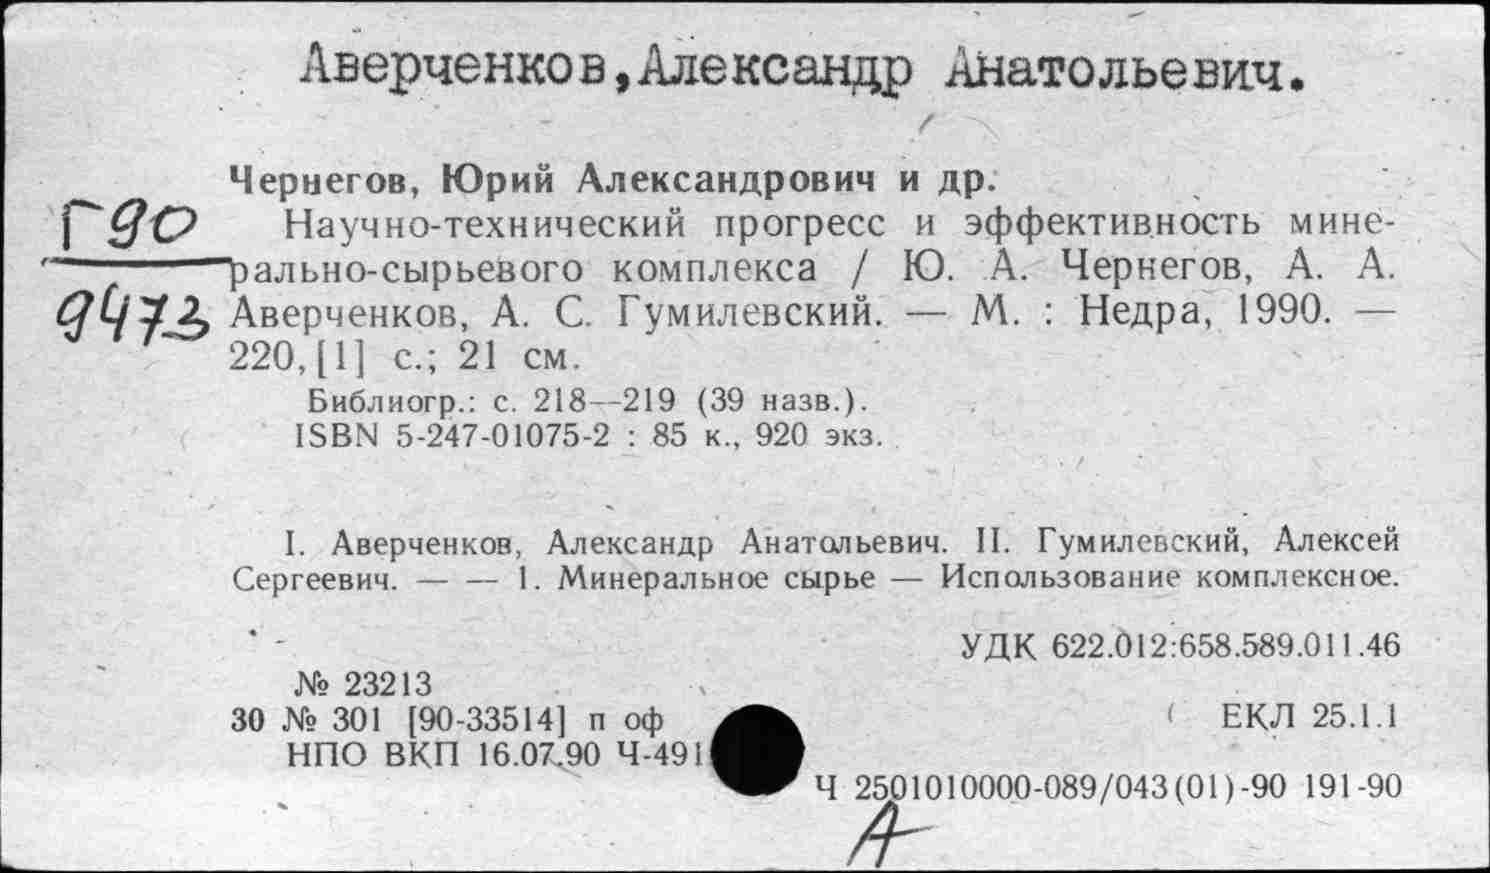 Аверченков, Александр Анатольевич.
Чернегов, Юрий Александрович и др.
Г90
Научно-технический прогресс и эффективность мине-
рально-сырьевого комплекса / Ю. А. Чернегов, А. А.
9473
Аверченков, А. С. Гумилевский. — М. : Недра, 1990. —
220, [1] с.; 21 см.
Библиогр.: с. 218—219 (39 назв.).
ISBN 5-247-01075-2 : 85 к., 920 экз.
I. Аверченков, Александр Анатольевич. II. Гумилевский, Алексей
Сергеевич. — — 1. Минеральное сырье — Использование комплексное.
УДК 622.012:658.589.011.46
№ 23213
30 № 301 [90-33514] п оф
ЕКЛ 25.1.1
НПО ВКП 16.07.90 Ч-491
Ч 2501010000-089/043(01)-90 191-90
А